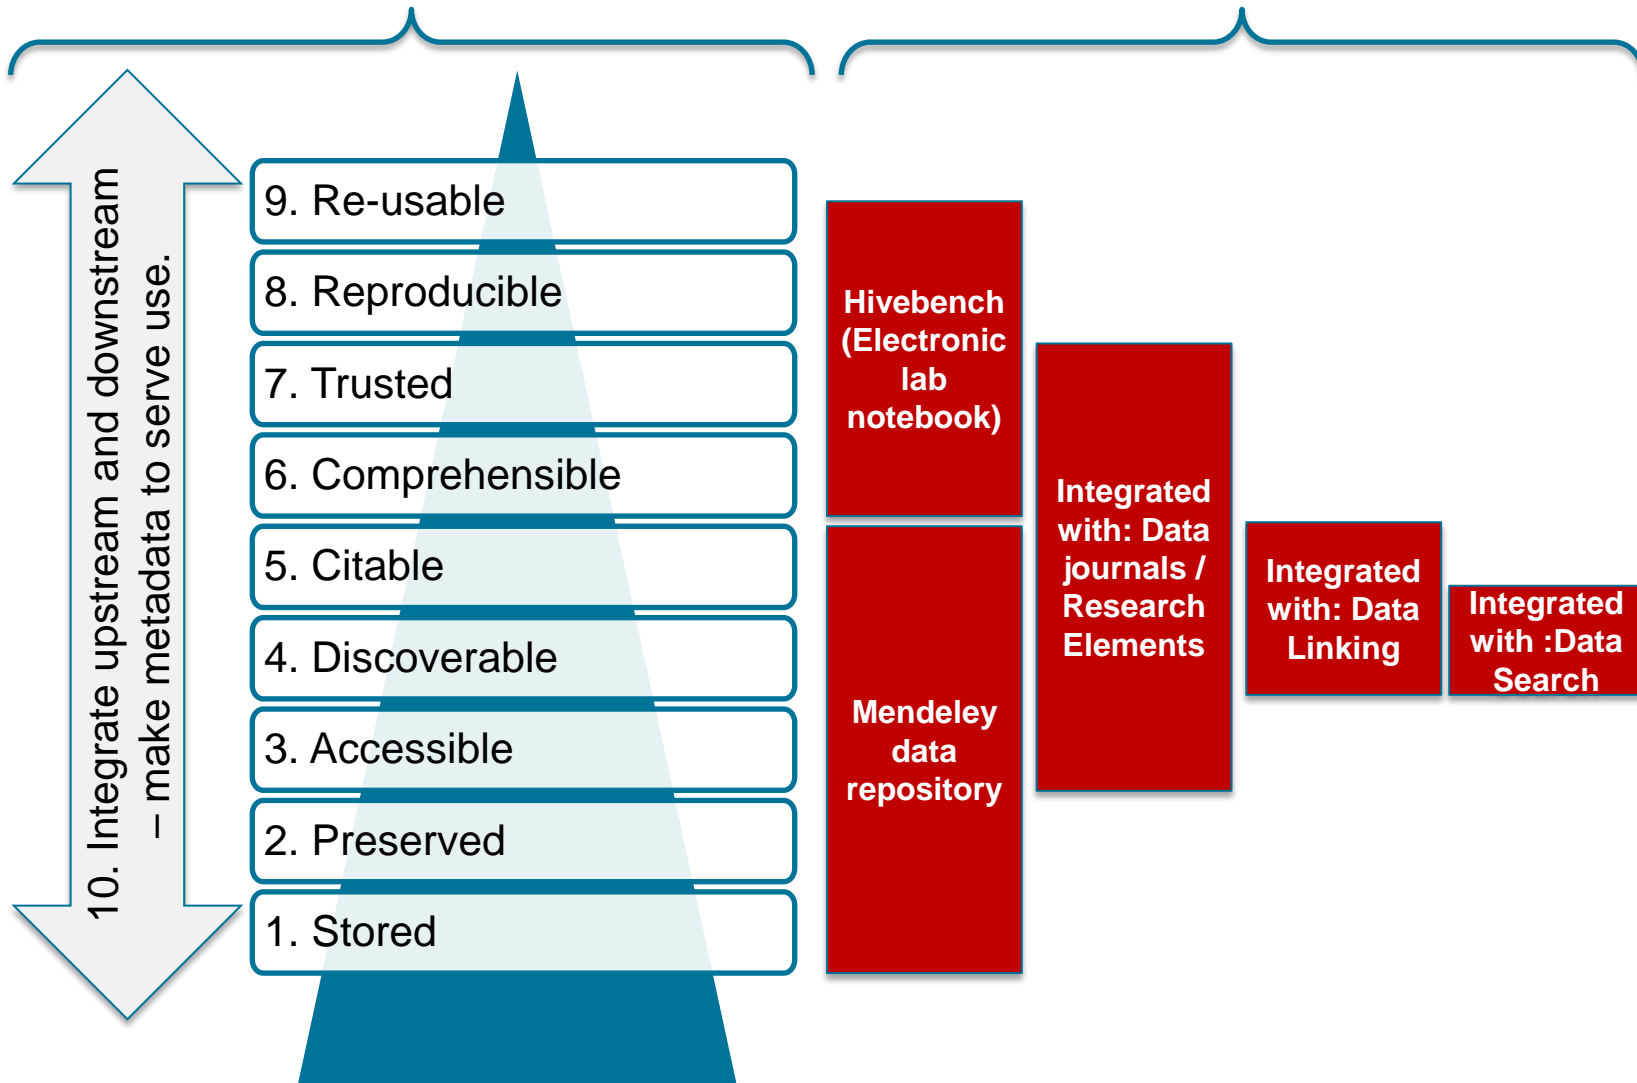 10. Integrate upstream and downstream
– make metadata to serve use.
9. Re-usable
8. Reproducible
7. Trusted
6. Comprehensible
5. Citable
4. Discoverable
3. Accessible
2. Preserved
1. Stored
Hivebench
(Electronic
lab
notebook)
Mendeley
data
repository
Integrated
with: Data
journals /
Research
Elements
Integrated
with: Data
Linking
Integrated
with :Data
Search